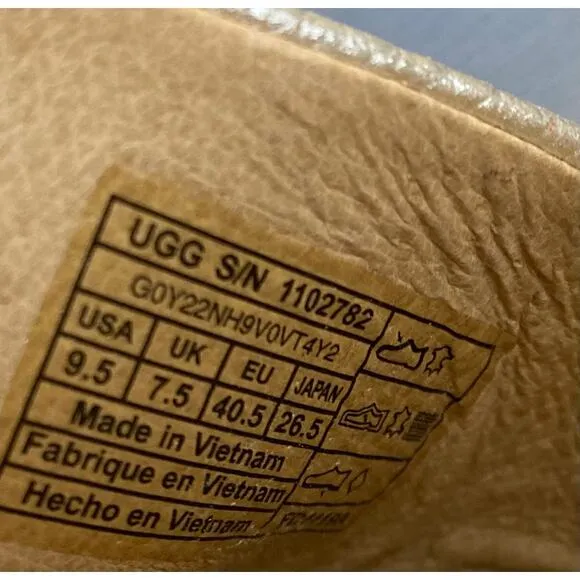 UGG S/N 1102782
G0Y22NH9V0VT4Y2
USA UK EU JAPAN
9.5 7.5 40.5 26.5
Made in Vietnam
Fabrique en Vietnam
Hecho en Vietnam